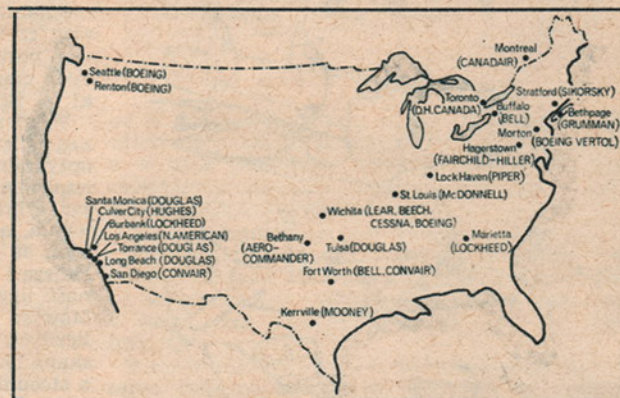 Montreal
(CANADAIR)
Seattle (BOEING)
Renton (BOEING)
Stratford (SIKORSKY)
Toronto
(D.H. CANADA)
Buffalo
(BELL)
Bethpage
(GRUMMAN)
Morton
(BOEING VERTOL)
Hagerstown
(FAIRCHILD-HILLER)
Lock Haven (PIPER)
St Louis (McDONNELL)
Santa Monica (DOUGLAS)
Culver City (HUGHES)
Burbank (LOCKHEED)
Los Angeles (N.AMERICAN)
Torrance (DOUGLAS)
Long Beach (DOUGLAS)
San Diego (CONVAIR)
Wichita (LEAR, BEECH,
CESSNA, BOEING)
Bethany
(AERO-
COMMANDER)
Tulsa (DOUGLAS)
Marietta
(LOCKHEED)
Fort Worth (BELL, CONVAIR)
Kerrville (MOONEY)